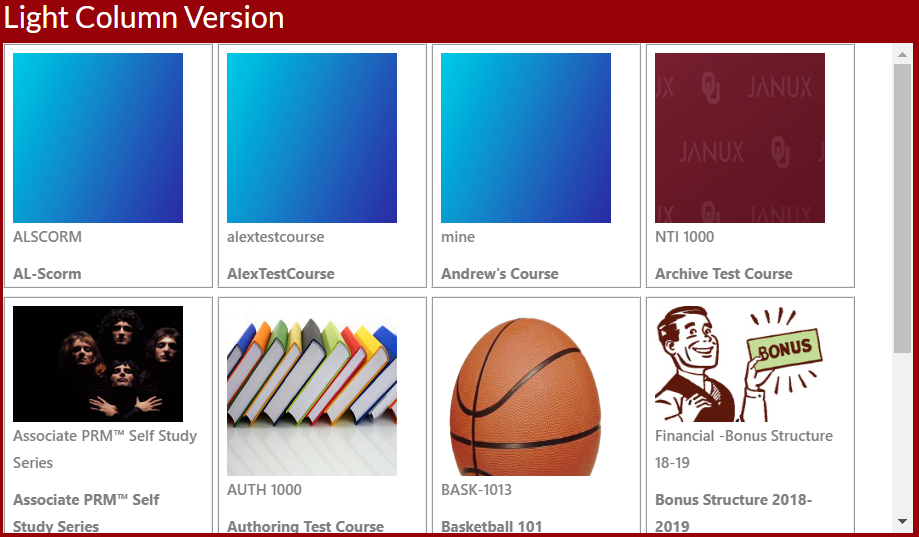 Light Column Version
JANUX
JANUX
ALSCORM
alextestcourse
mine
NTI 1000
AL-Scorm
AlexTestCourse
Andrew's Course
Archive Test Course
BONUS
Associate PRM™ Self Study
Series
Associate PRM™ Self
Study Series
AUTH 1000
Authoring Test Course
BASK-1013
Basketball 101
Financial -Bonus Structure
18-19
Bonus Structure 2018-
2019